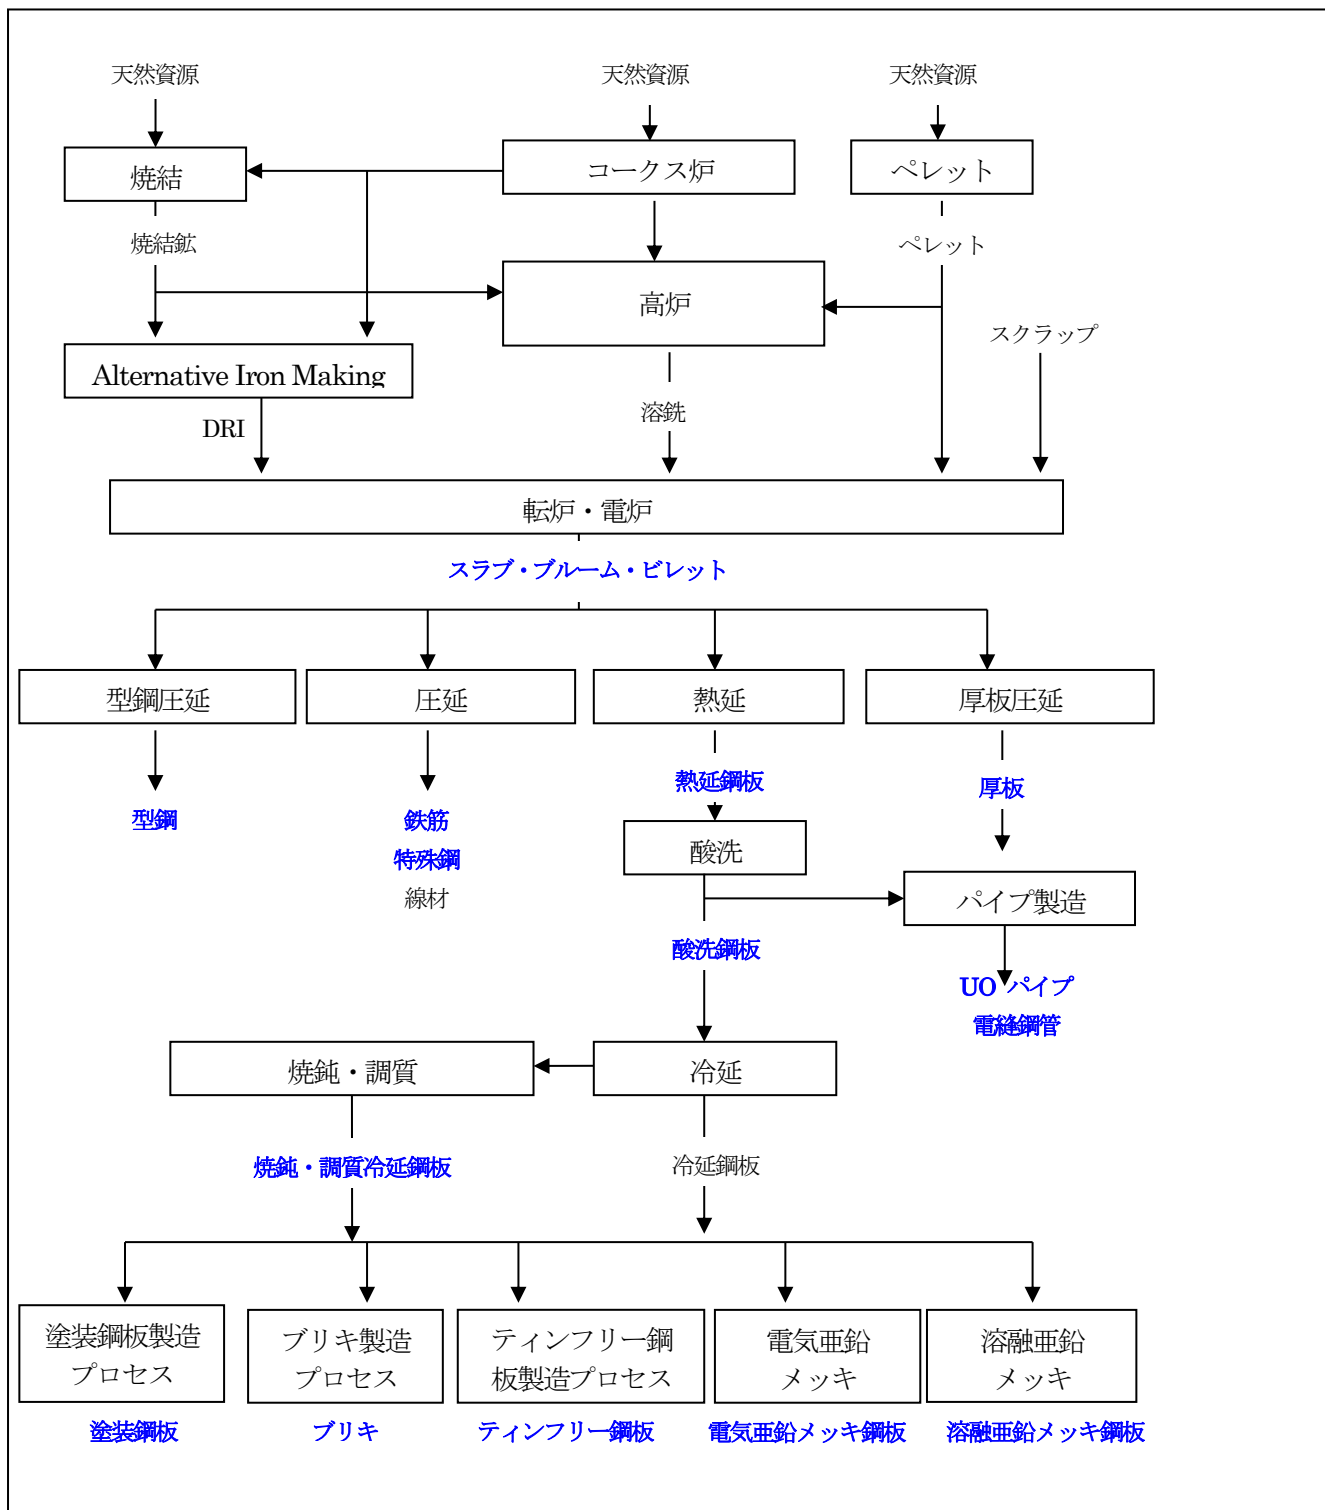 天然資源
天然資源
天然資源
焼結
コークス炉
ペレット
焼結鉱
ペレット
高炉
スクラップ
Alternative Iron Making
溶銑
DRI
転炉・電炉
スラブ・ブルーム・ビレット
型鋼圧延
圧延
熱延
厚板圧延
熱延鋼板
厚板
型鋼
鉄筋
特殊鋼
線材
酸洗
パイプ製造
酸洗鋼板
UO パイプ
電縫鋼管
焼鈍・調質
冷延
焼鈍・調質冷延鋼板
冷延鋼板
塗装鋼板製造
プロセス
ブリキ製造
プロセス
ティンフリー鋼
板製造プロセス
電気亜鉛
メッキ
溶融亜鉛
メッキ
塗装鋼板
ブリキ
ティンフリー鋼板
電気亜鉛メッキ鋼板
溶融亜鉛メッキ鋼板